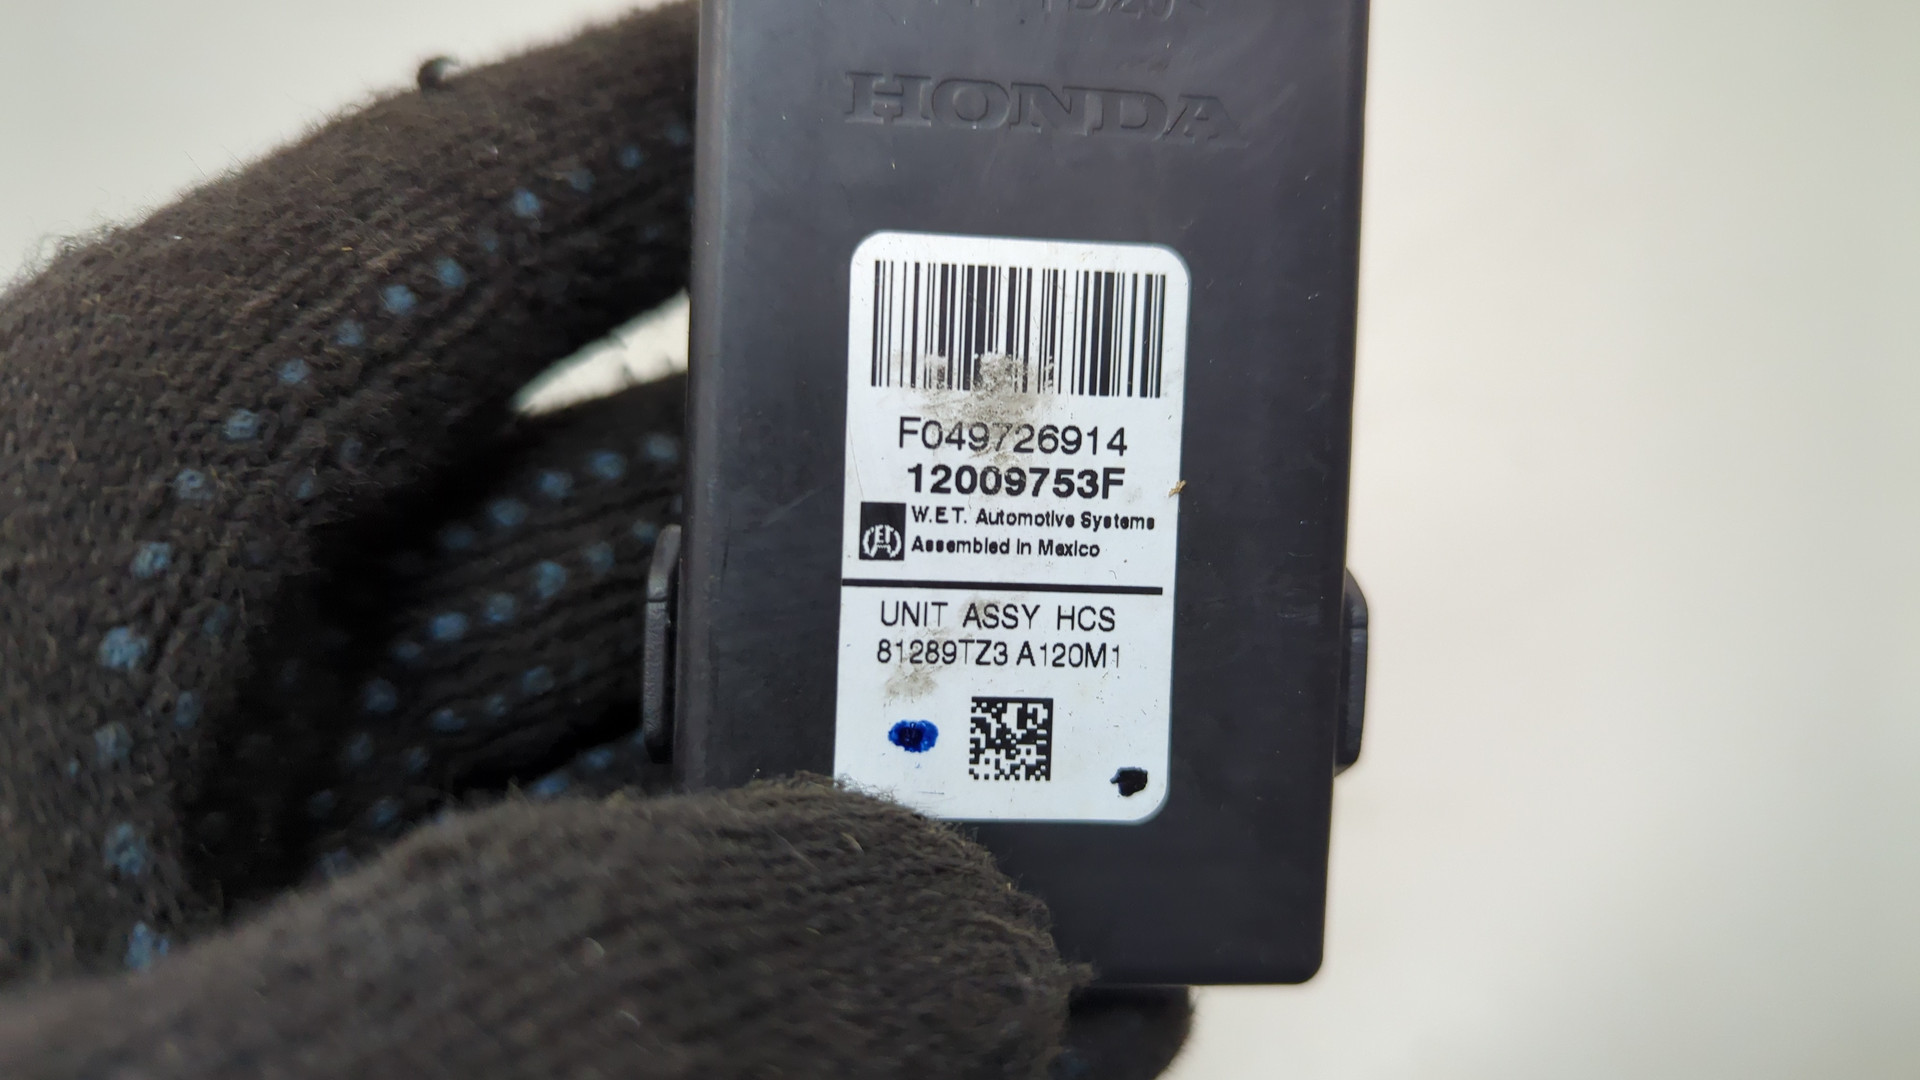 HONDA
F049726914
12009753F
W.E.T. Automotive Systems
Assembled in Mexico
UNIT ASSY HCS
81289TZ3 A120M1